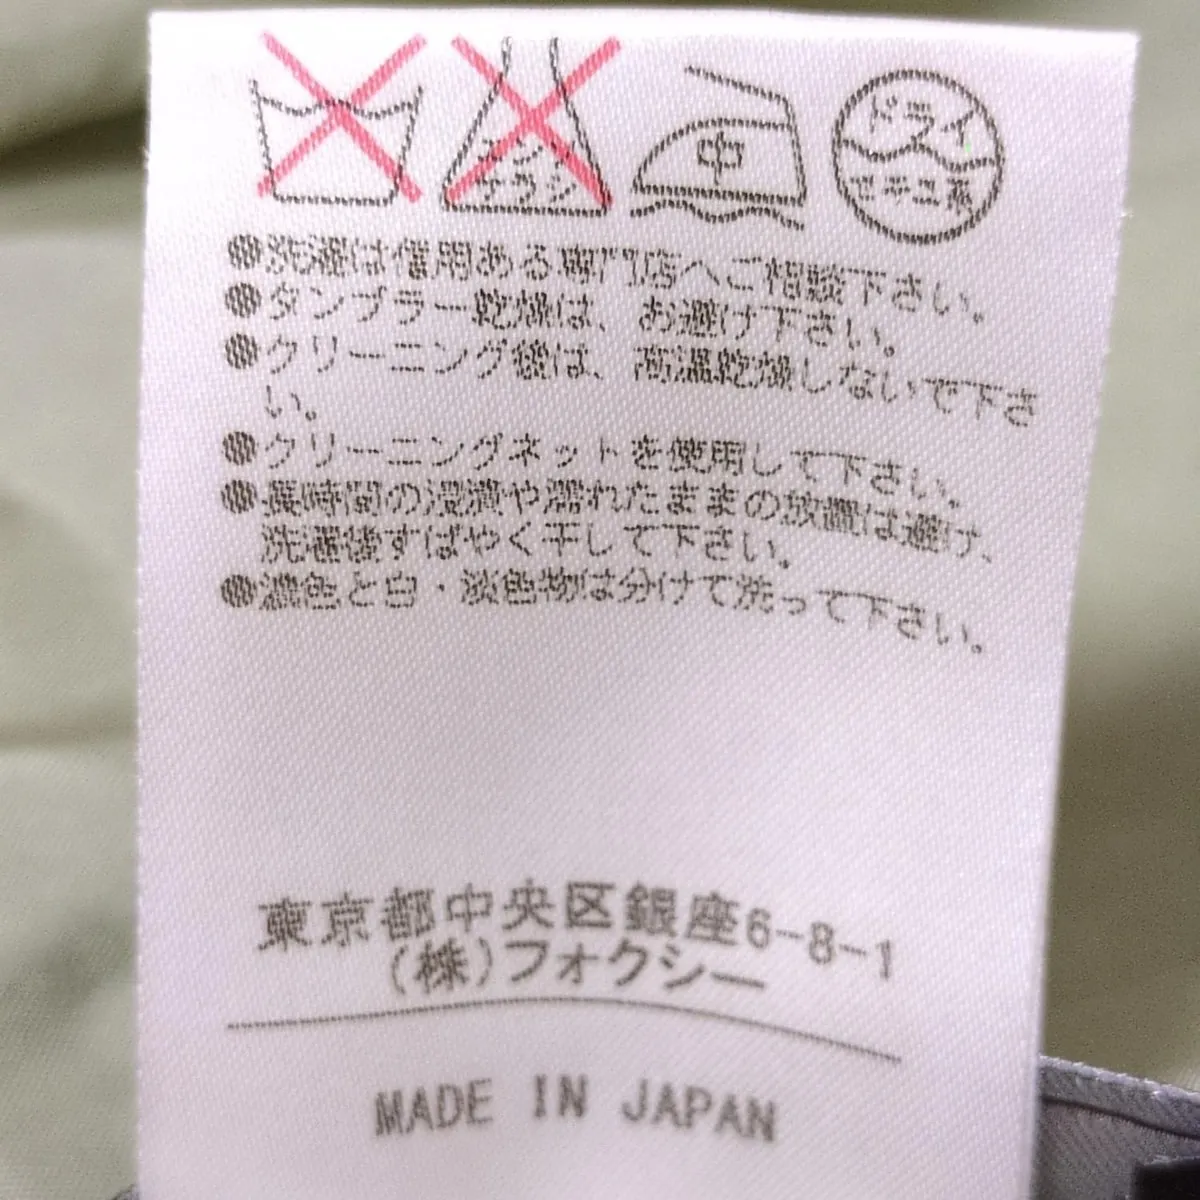 エンソ
サラシ
中
ドライ
セキユ系
●洗濯は信用ある専門店へご相談下さい。
●タンブラー乾燥は、お避け下さい。
●クリーニング後は、高温乾燥しないで下さ
い。
●クリーニングネットを使用して下さい。
●長時間の浸漬や濡れたままの放置は避け、
洗濯後すばやく干して下さい。
●濃色と白・淡色物は分けて洗って下さい。
東京都中央区銀座6-8-1
(株)フォクシー
MADE IN JAPAN